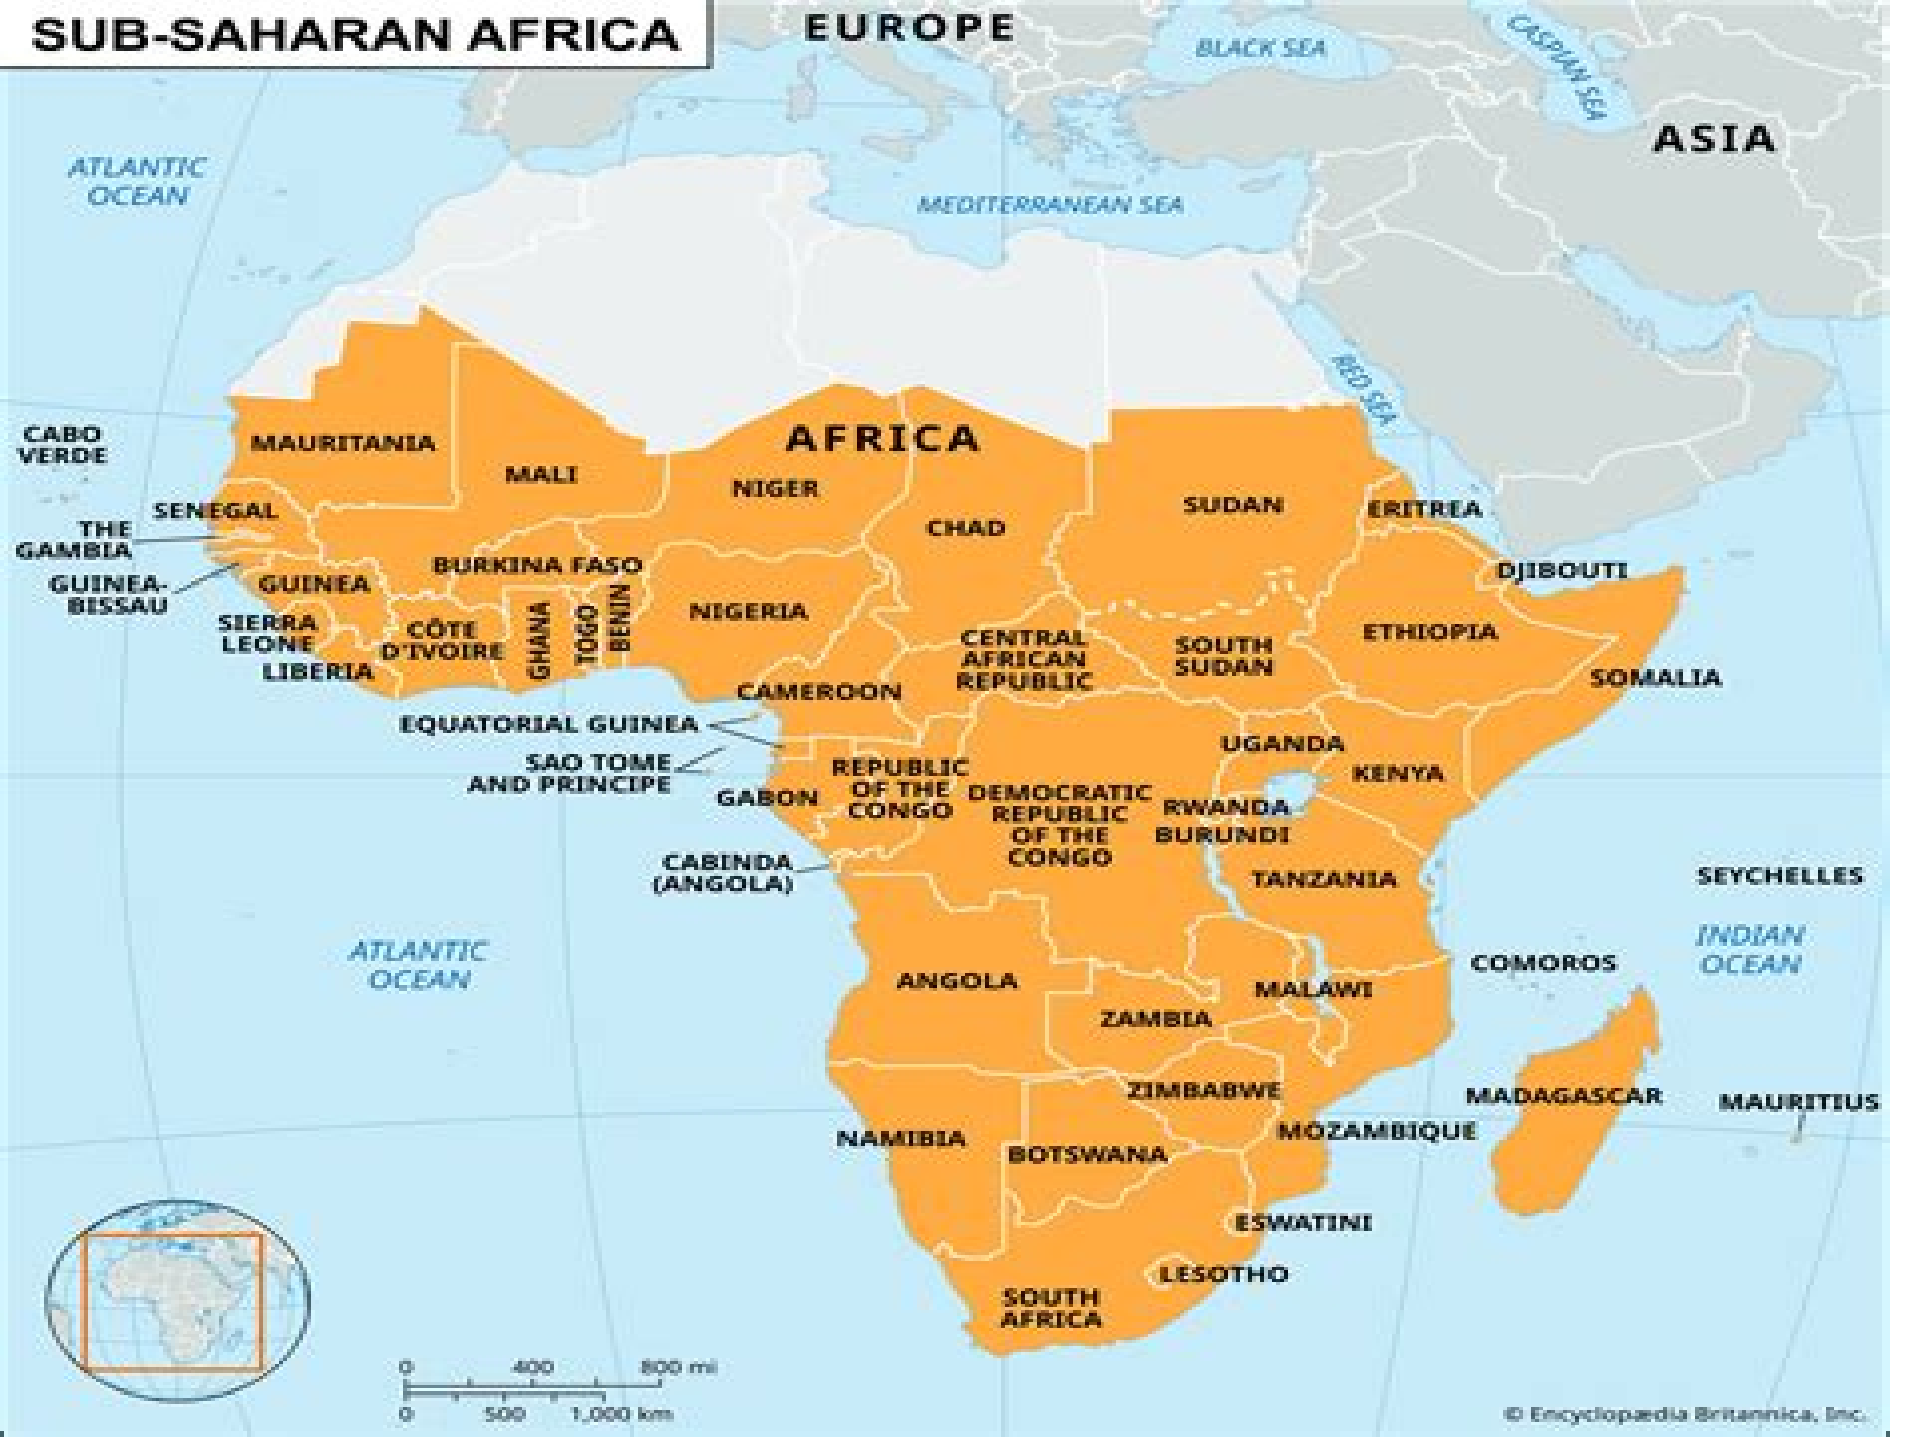 SUB-SAHARAN AFRICA
EUROPE
BLACK SEA
CASPIAN SEA
ASIA
ATLANTIC
OCEAN
MEDITERRANEAN SEA
RED SEA
CABO
VERDE
MAURITANIA
AFRICA
MALI
NIGER
CHAD
SUDAN
ERITREA
SENEGAL
THE
GAMBIA
GUINEA-
BISSAU
GUINEA
BURKINA FASO
DJIBOUTI
SIERRA
LEONE
LIBERIA
CÔTE
D'IVOIRE
GHANA
TOGO
BENIN
NIGERIA
CENTRAL
AFRICAN
REPUBLIC
SOUTH
SUDAN
ETHIOPIA
SOMALIA
CAMEROON
EQUATORIAL GUINEA
SAO TOME
AND PRINCIPE
GABON
REPUBLIC
OF THE
CONGO
DEMOCRATIC
REPUBLIC
OF THE
CONGO
UGANDA
KENYA
RWANDA
BURUNDI
CABINDA
(ANGOLA)
TANZANIA
SEYCHELLES
ATLANTIC
OCEAN
INDIAN
OCEAN
COMOROS
ANGOLA
MALAWI
ZAMBIA
ZIMBABWE
MADAGASCAR
MAURITIUS
NAMIBIA
BOTSWANA
MOZAMBIQUE
ESWATINI
LESOTHO
SOUTH
AFRICA
0 400 800 mi
0 500 1,000 km
© Encyclopædia Britannica, Inc.